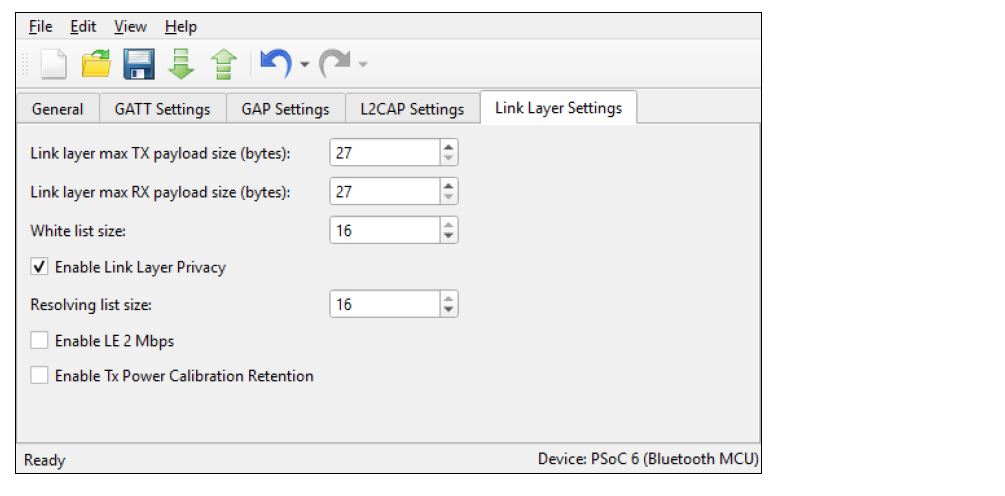 File Edit View Help
General GATT Settings GAP Settings L2CAP Settings Link Layer Settings
Link layer max TX payload size (bytes): 27
Link layer max RX payload size (bytes): 27
White list size: 16
Enable Link Layer Privacy
Resolving list size: 16
Enable LE 2 Mbps
Enable Tx Power Calibration Retention
Ready Device: PSoC 6 (Bluetooth MCU)